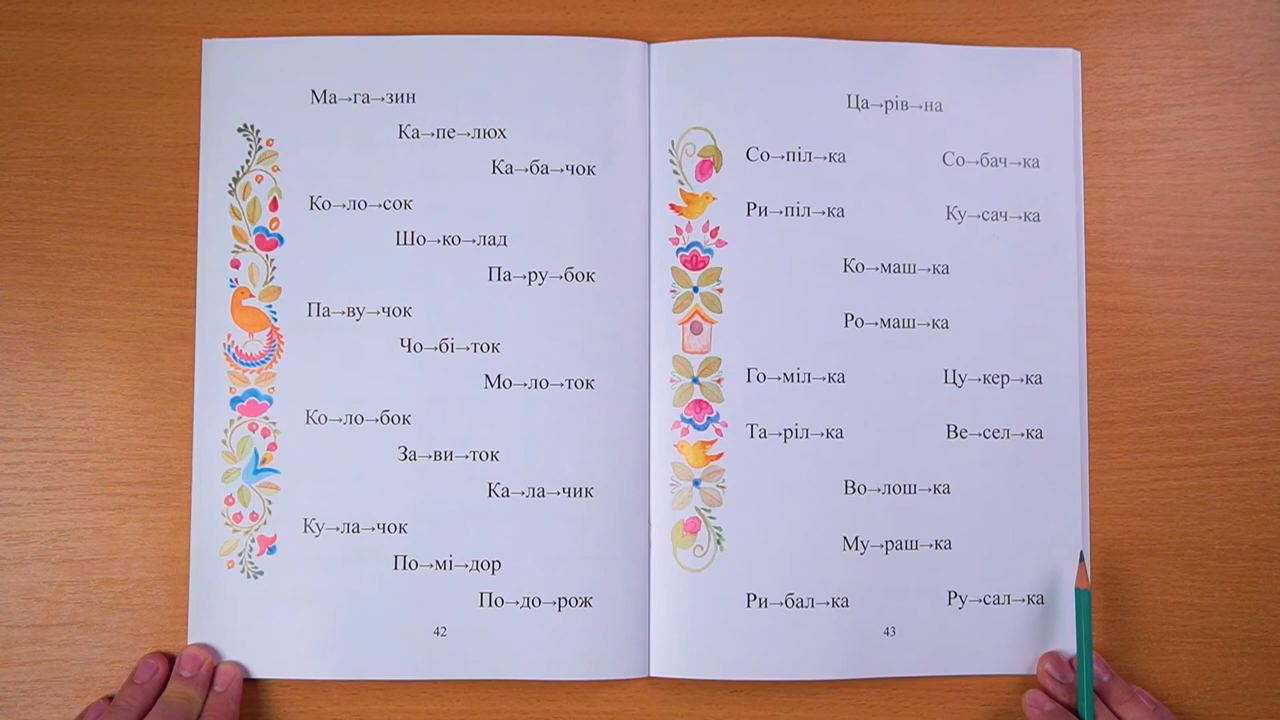 Ма→га→зин
Ка→пе→люх
Ка→ба→чок
Ко→ло→сок
Шо→ко→лад
Па→ру→бок
Па→ву→чок
Чо→бі→ток
Мо→ло→ток
Ко→ло→бок
За→ви→ток
Ка→ла→чик
Ку→ла→чок
По→мі→дор
По→до→рож
42
Ца→рів→на
Со→піл→ка Со→бач→ка
Ри→піл→ка Ку→сач→ка
Ко→маш→ка
Ро→маш→ка
Го→міл→ка Цу→кер→ка
Та→ріл→ка Ве→сел→ка
Во→лош→ка
Му→раш→ка
Ри→бал→ка Ру→сал→ка
43